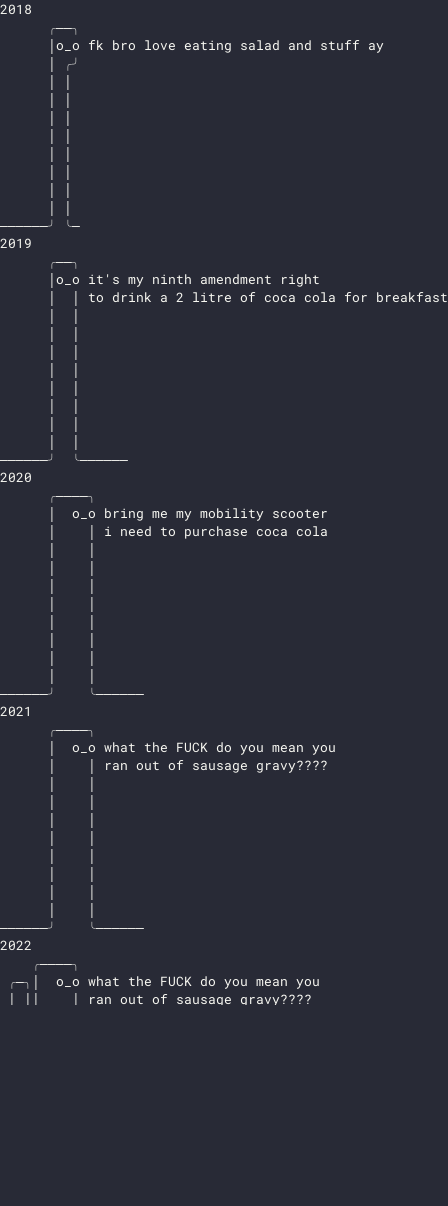 2018
o_o fk bro love eating salad and stuff ay
2019
o_o it's my ninth amendment right
to drink a 2 litre of coca cola for breakfast
2020
o_o bring me my mobility scooter
i need to purchase coca cola
2021
o_o what the FUCK do you mean you
ran out of sausage gravy????
2022
o_o what the FUCK do you mean you
ran out of sausage gravy????